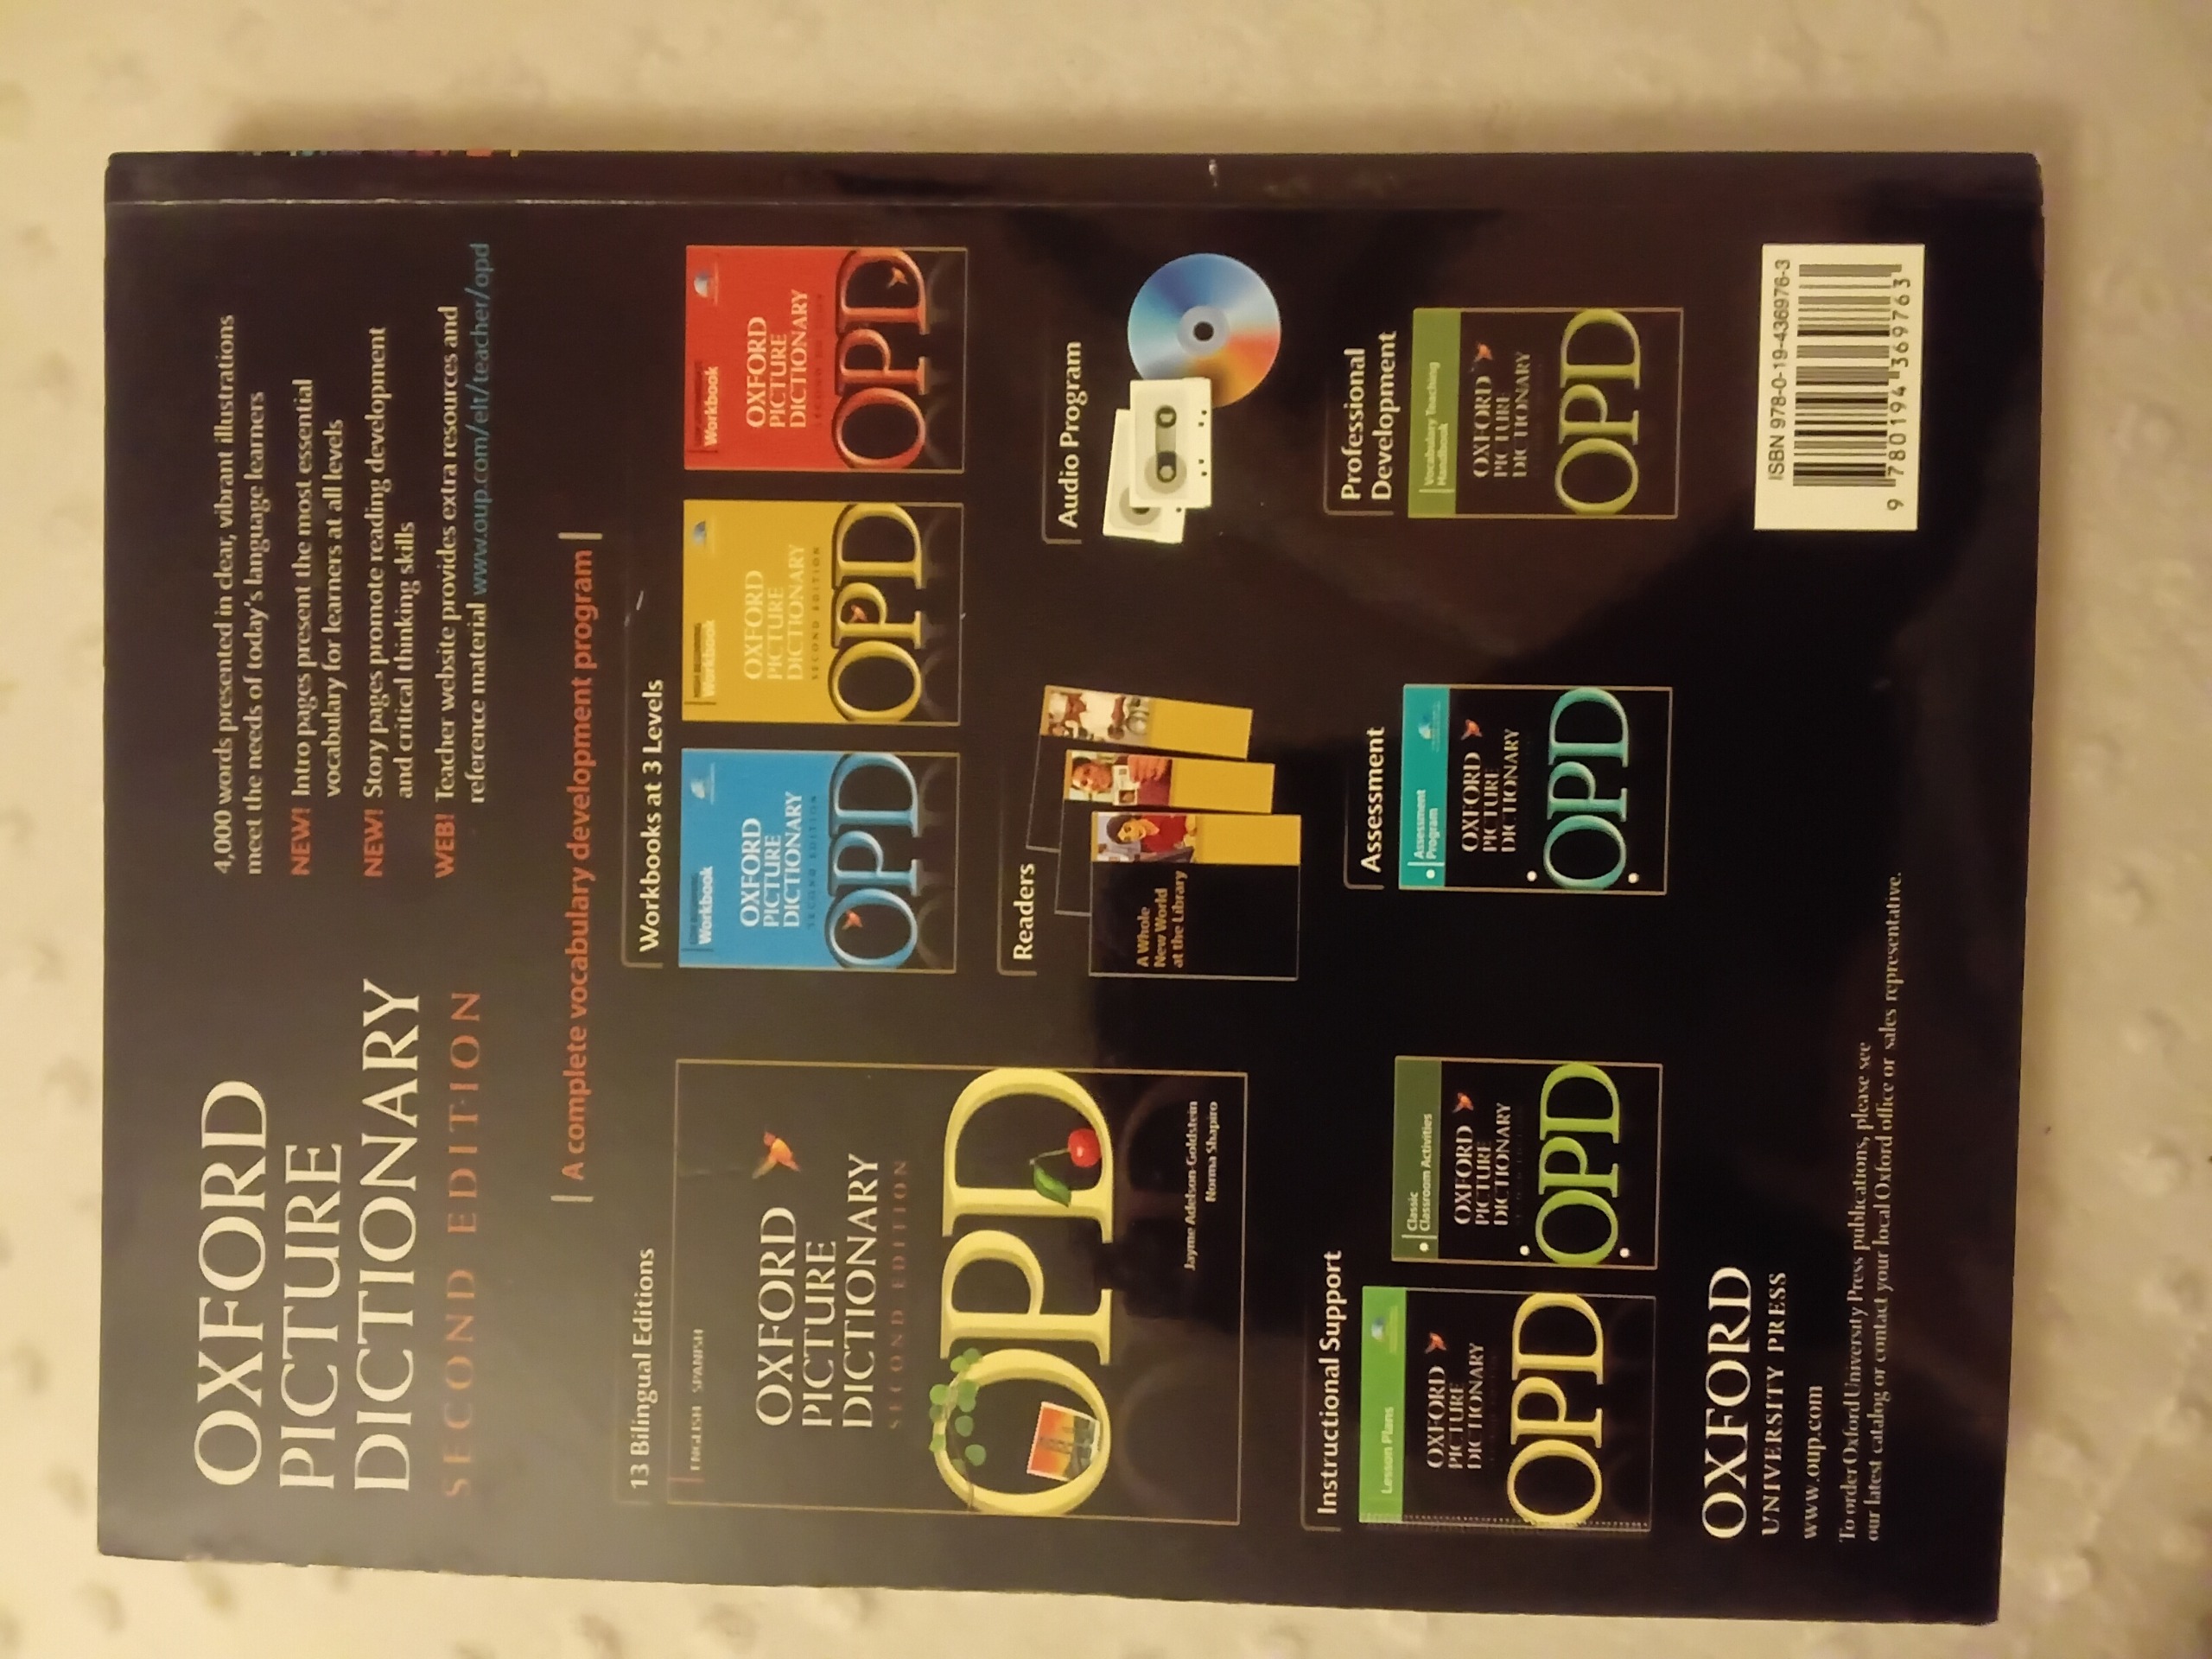 OXFORD
PICTURE
DICTIONARY
SECOND EDITION
4,000 words presented in clear, vibrant illustrations
meet the needs of today's language learners
NEW! Intro pages present the most essential
vocabulary for learners at all levels
NEW! Story pages promote reading development
and critical thinking skills
WEB! Teacher website provides extra resources and
reference material www.oup.com/elt/teacher/opd
A complete vocabulary development program
13 Bilingual Editions
ENGLISH SPANISH
OXFORD
PICTURE
DICTIONARY
SECOND EDITION
OPD
Jayme Adelson-Goldstein
Norma Shapiro
Workbooks at 3 Levels
Workbook
OXFORD
PICTURE
DICTIONARY
SECOND EDITION
OPD
Workbook
OXFORD
PICTURE
DICTIONARY
SECOND EDITION
OPD
Workbook
OXFORD
PICTURE
DICTIONARY
OPD
Readers
A Whole
New World
at the Library
Audio Program
Instructional Support
Lesson Plans
OXFORD
PICTURE
DICTIONARY
OPD
Classic
Classroom Activities
OXFORD
PICTURE
DICTIONARY
OPD
Assessment
Assessment
Program
OXFORD
PICTURE
DICTIONARY
OPD
Professional
Development
Vocabulary Teaching
Handbook
OXFORD
PICTURE
DICTIONARY
OPD
OXFORD
UNIVERSITY PRESS
www.oup.com
To order Oxford University Press publications, please see
our latest catalog or contact your local Oxford office or sales representative.
ISBN 978-0-19-436976-3
9 780194 369763